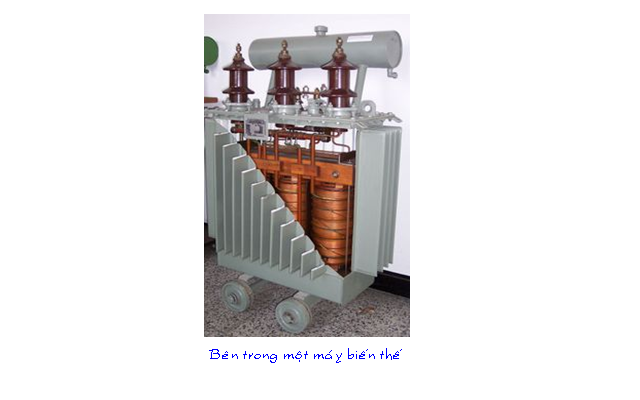 Bên trong một máy biến thế